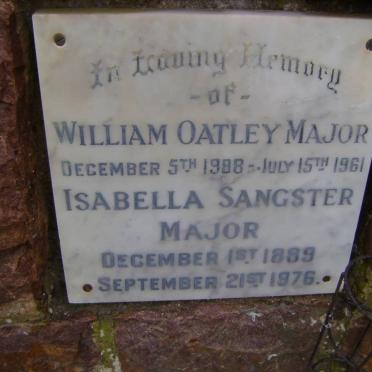 In Loving Memory
- of -
WILLIAM OATLEY MAJOR
DECEMBER 5TH 1988 - JULY 15TH 1961
ISABELLA SANGSTER
MAJOR
DECEMBER 1ST 1889
SEPTEMBER 21ST 1976.